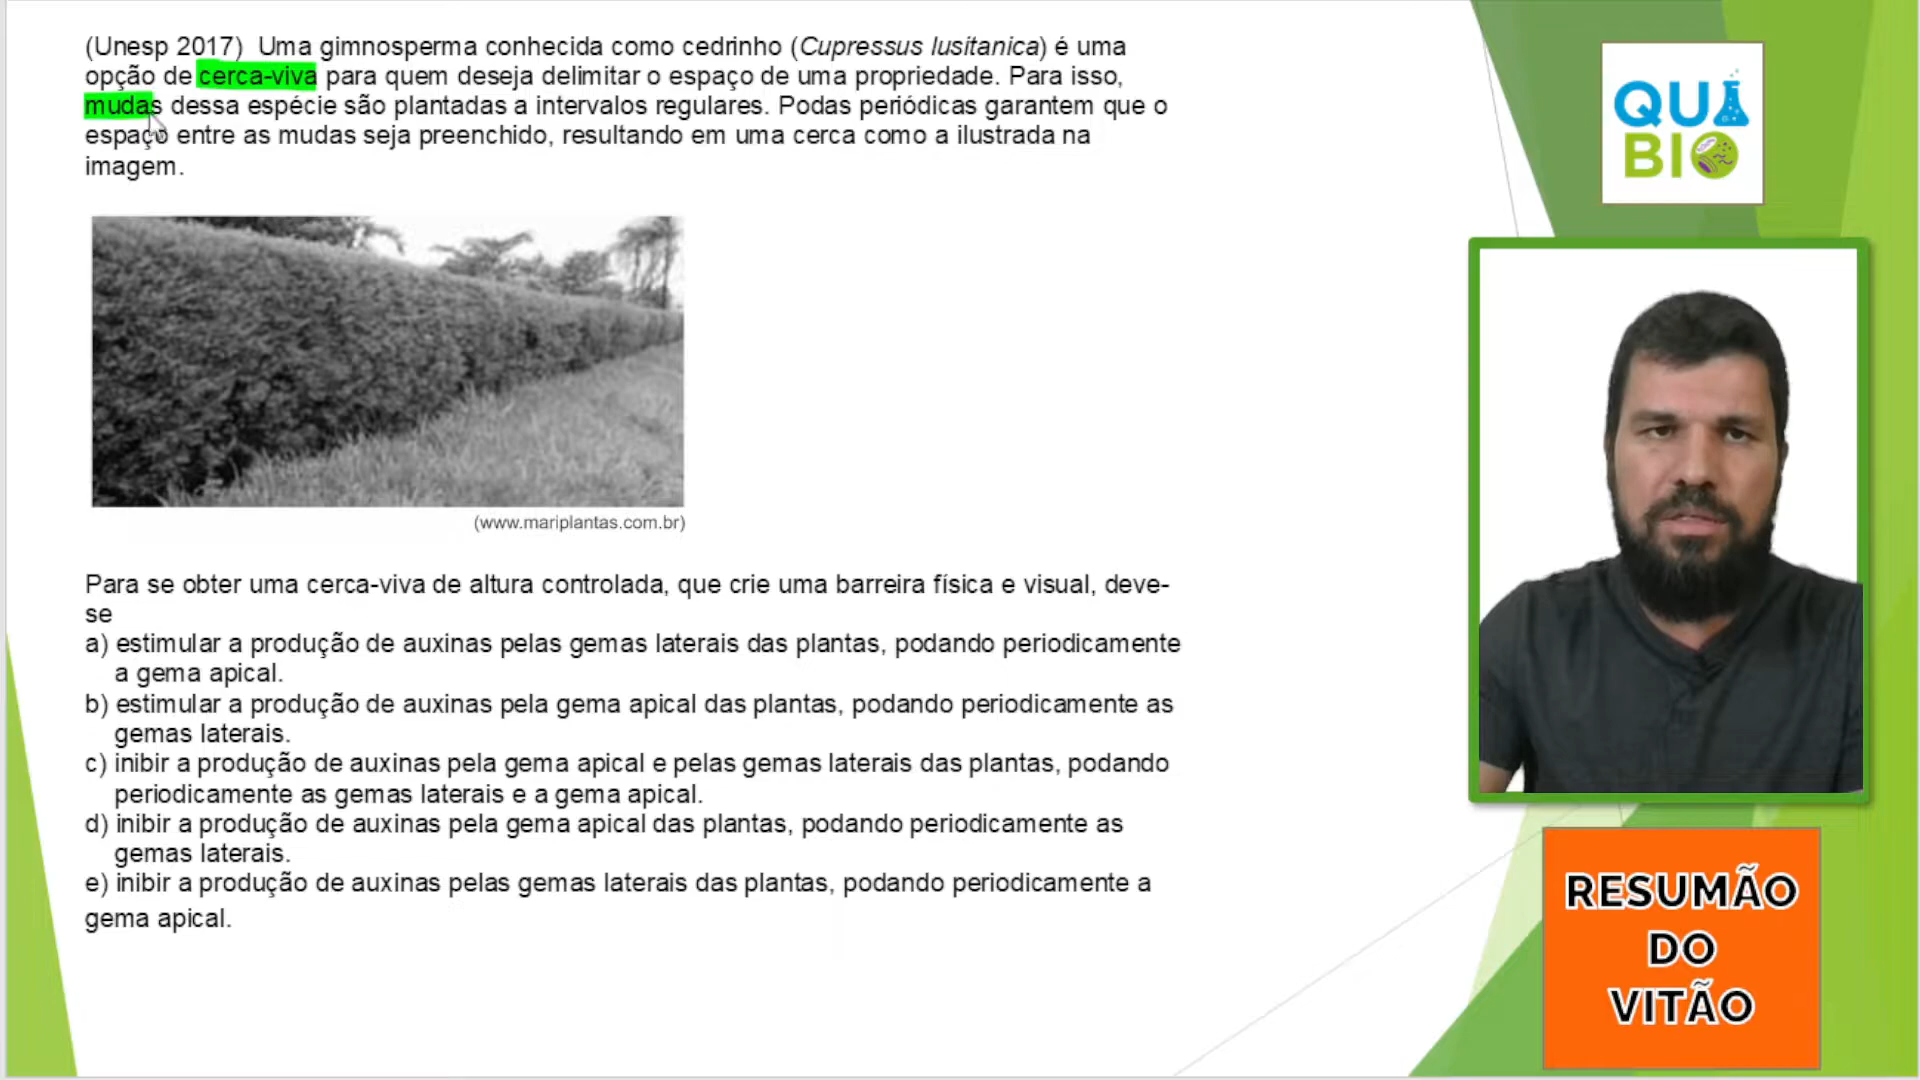 (Unesp 2017) Uma gimnosperma conhecida como cedrinho (Cupressus lusitanica) é uma
opção de cerca-viva para quem deseja delimitar o espaço de uma propriedade. Para isso,
mudas dessa espécie são plantadas a intervalos regulares. Podas periódicas garantem que o
espaço entre as mudas seja preenchido, resultando em uma cerca como a ilustrada na
imagem.
(www.mariplantas.com.br)
Para se obter uma cerca-viva de altura controlada, que crie uma barreira física e visual, deve-
se
a) estimular a produção de auxinas pelas gemas laterais das plantas, podando periodicamente
a gema apical.
b) estimular a produção de auxinas pela gema apical das plantas, podando periodicamente as
gemas laterais.
c) inibir a produção de auxinas pela gema apical e pelas gemas laterais das plantas, podando
periodicamente as gemas laterais e a gema apical.
d) inibir a produção de auxinas pela gema apical das plantas, podando periodicamente as
gemas laterais.
e) inibir a produção de auxinas pelas gemas laterais das plantas, podando periodicamente a
gema apical.
QUI
BIO
RESUMÃO
DO
VITÃO